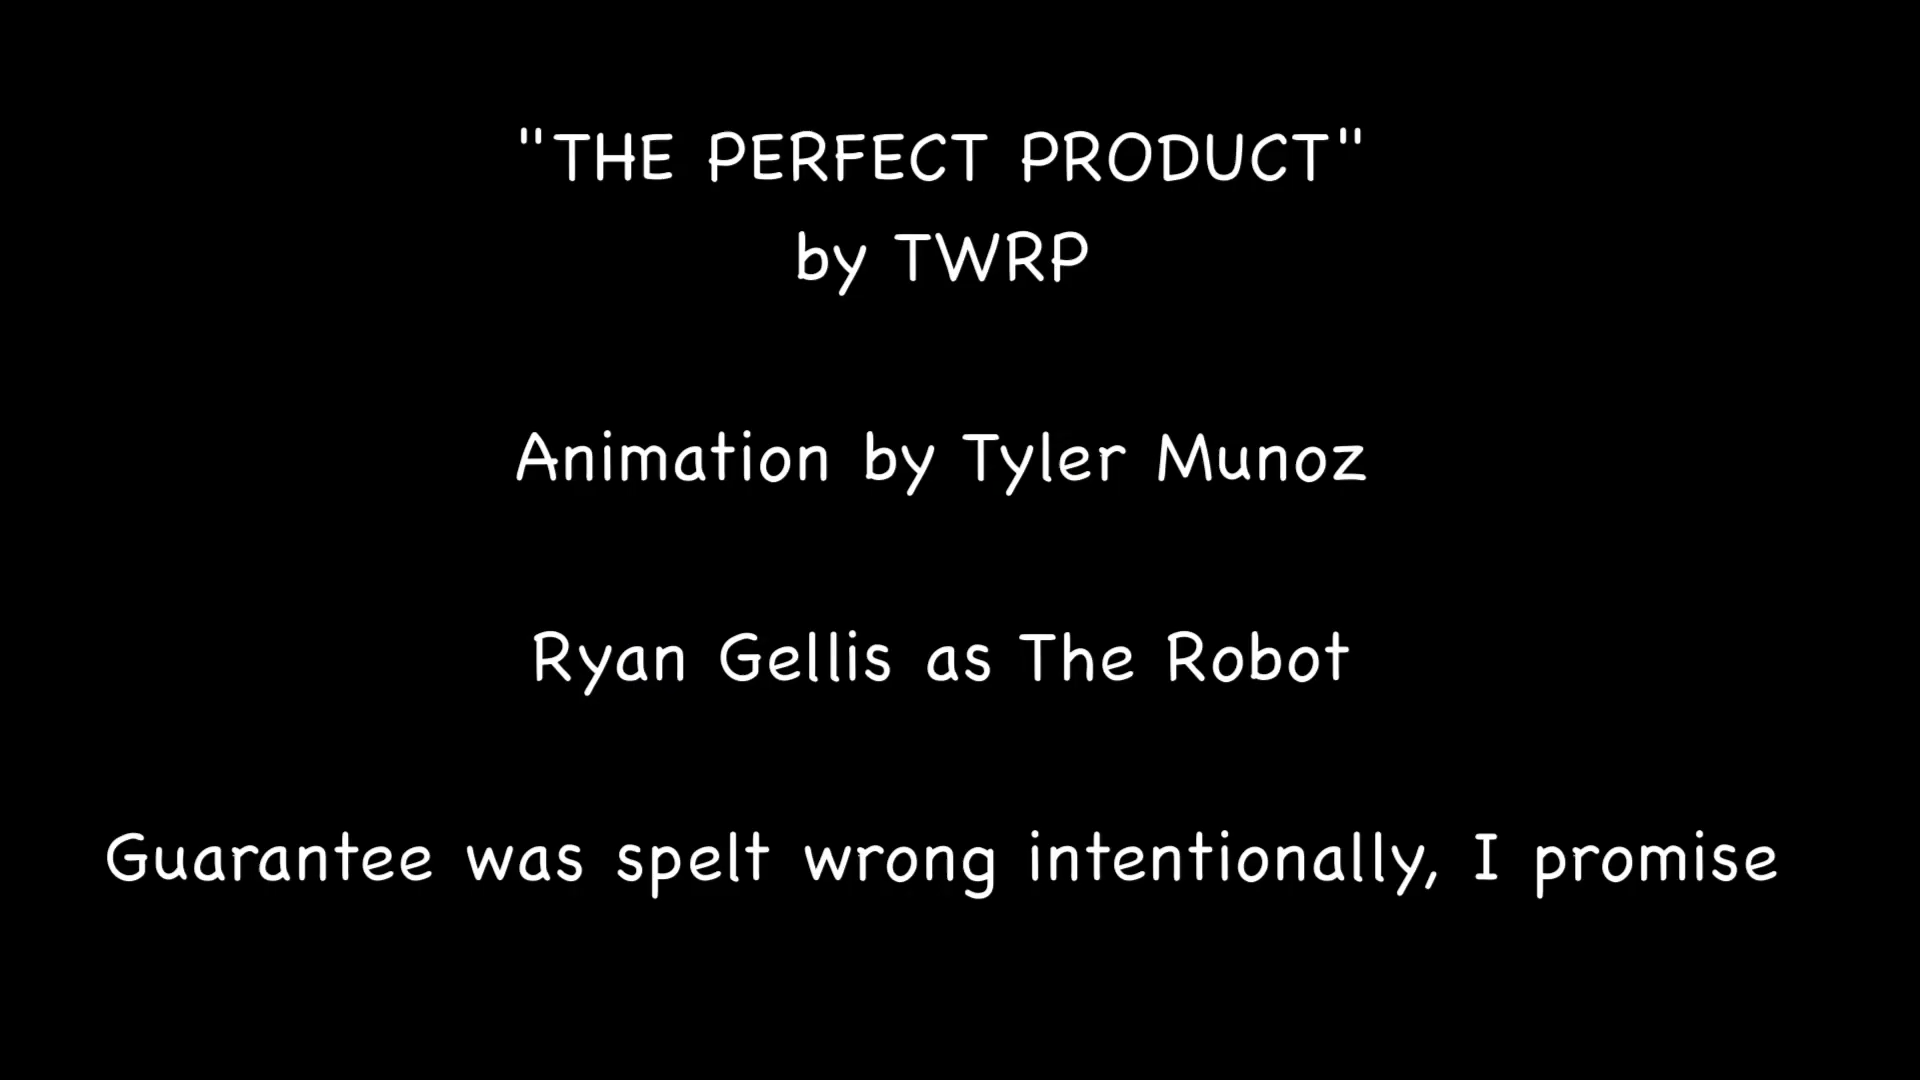 "THE PERFECT PRODUCT"
by TWRP
Animation by Tyler Munoz
Ryan Gellis as The Robot
Guarantee was spelt wrong intentionally, I promise